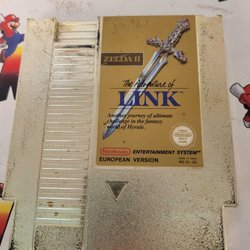 ZELDA II
The Adventure of
LINK
Another journey of ultimate
challenge in the fantasy
world of Hyrule.
Nintendo ENTERTAINMENT SYSTEM
EUROPEAN VERSION